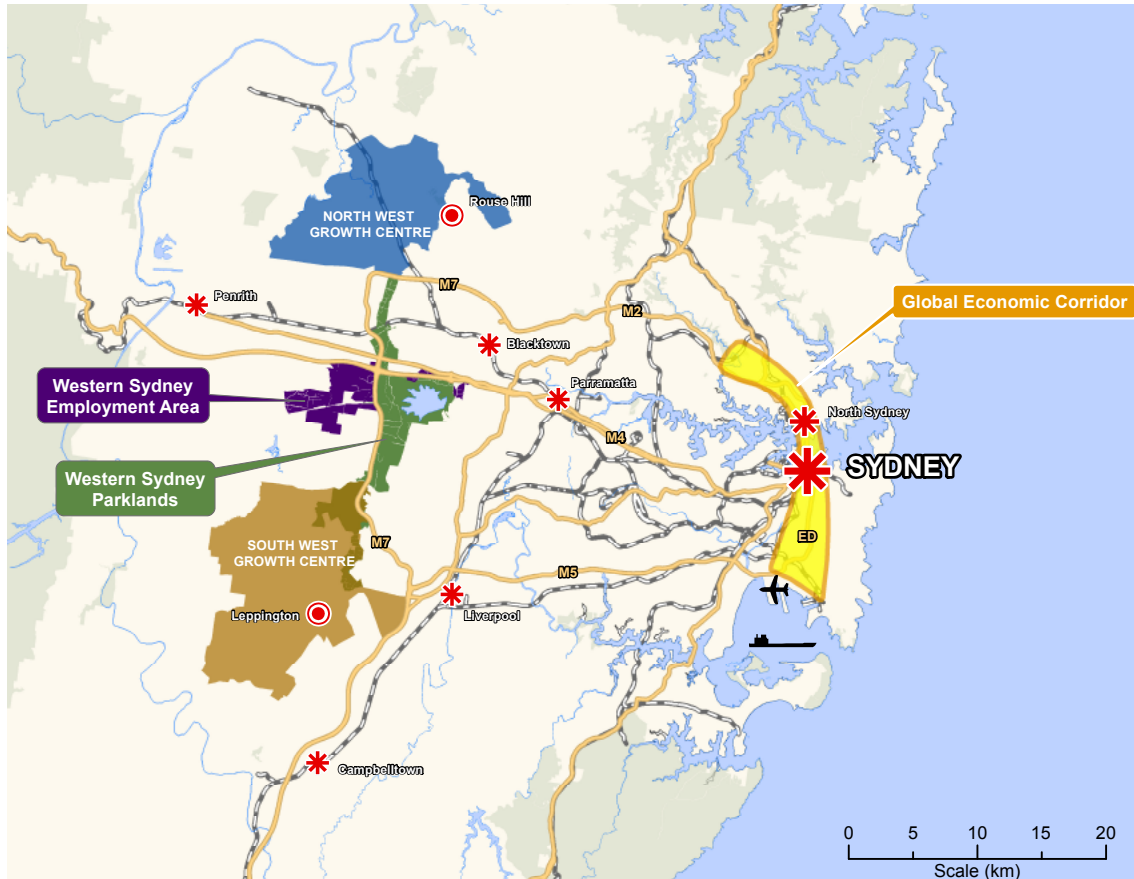 Rouse Hill
NORTH WEST
GROWTH CENTRE
M7
Penrith
Global Economic Corridor
M2
Blacktown
Western Sydney
Employment Area
Parramatta
North Sydney
M4
SYDNEY
Western Sydney
Parklands
ED
M7
SOUTH WEST
GROWTH CENTRE
M5
Leppington
Liverpool
Campbelltown
0 5 10 15 20
Scale (km)